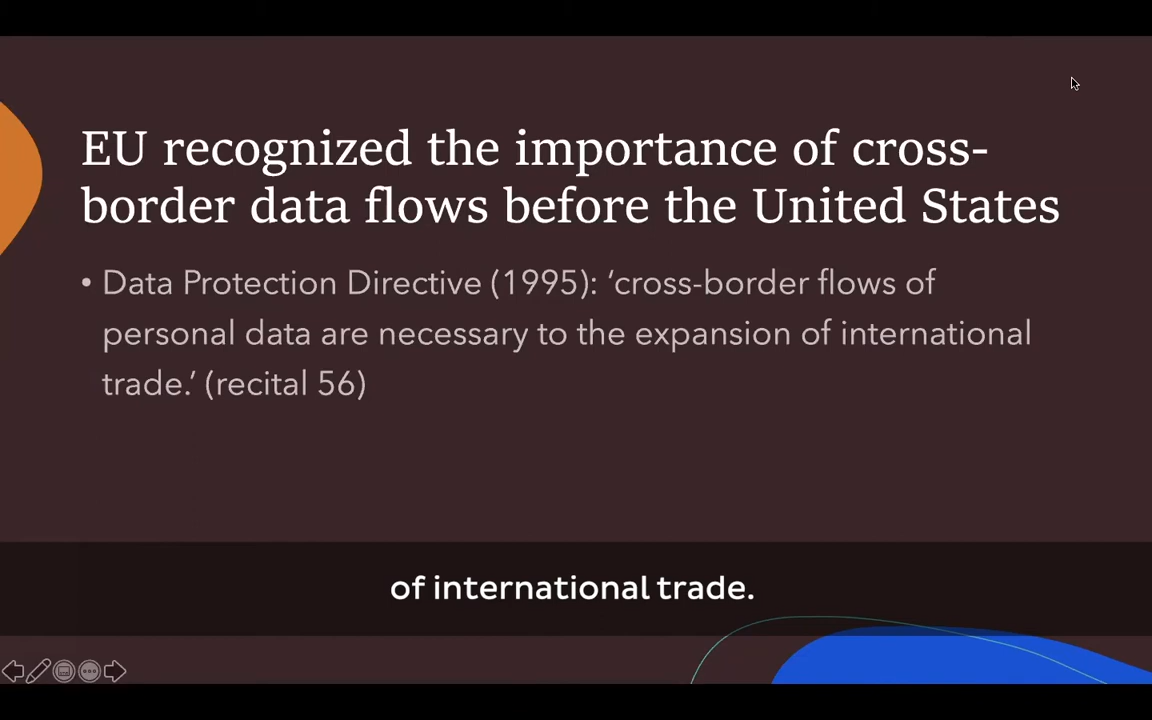 EU recognized the importance of cross-
border data flows before the United States
• Data Protection Directive (1995): ‘cross-border flows of
personal data are necessary to the expansion of international
trade.’ (recital 56)
of international trade.